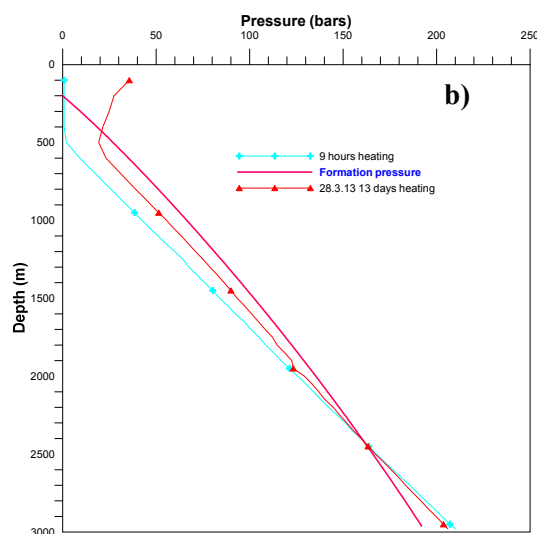 Pressure (bars)
0 50 100 150 200 250
b)
0
500
1000
1500
2000
2500
3000
Depth (m)
9 hours heating
Formation pressure
28.3.13 13 days heating